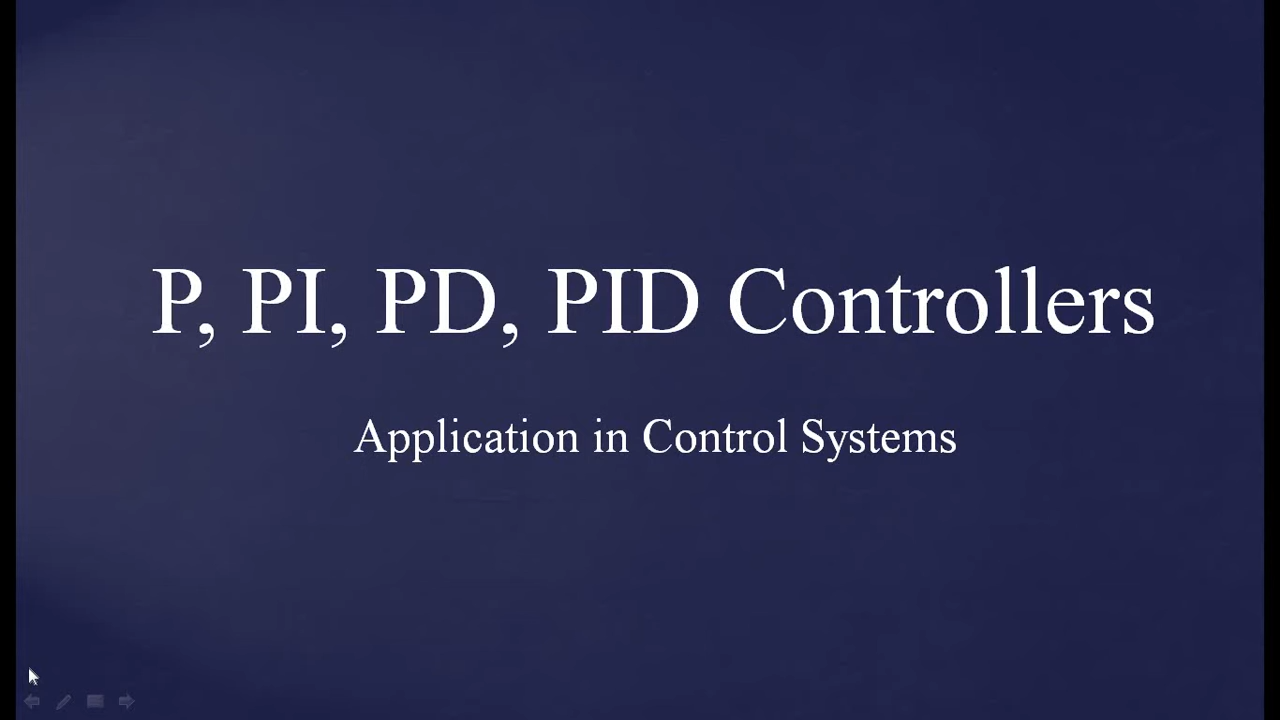 P, PI, PD, PID Controllers
Application in Control Systems